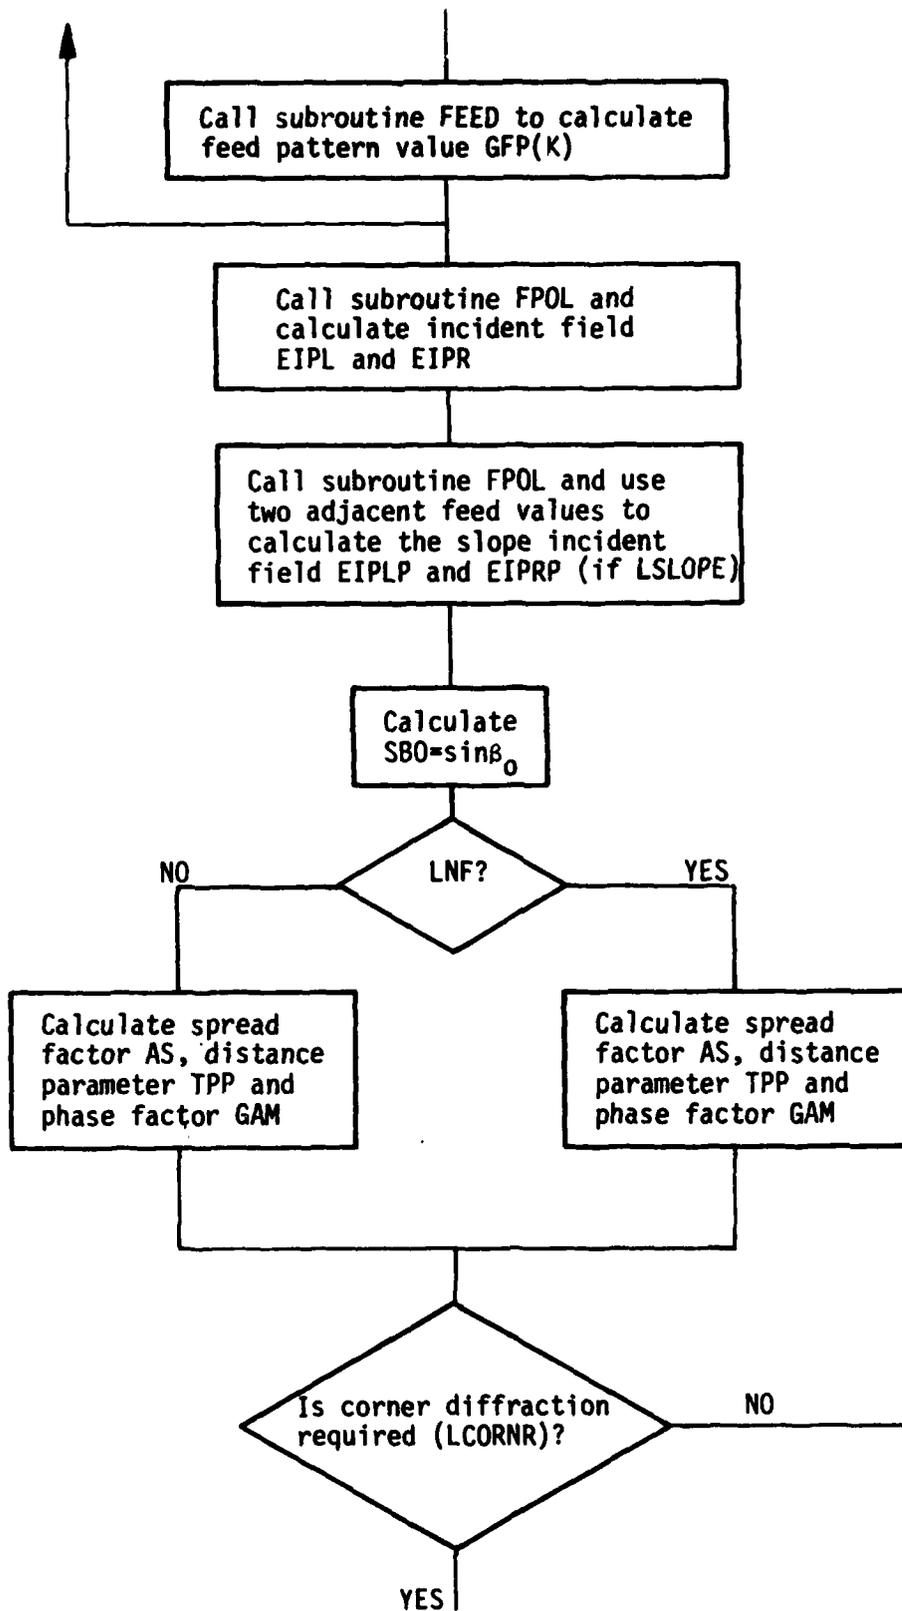 Call subroutine FEED to calculate
feed pattern value GFP(K)
Call subroutine FPOL and
calculate incident field
EIPL and EIPR
Call subroutine FPOL and use
two adjacent feed values to
calculate the slope incident
field EIPLP and EIPRP (if LSLOPE)
Calculate
SBO=sinβo
LNF?
NO
YES
Calculate spread
factor AS, distance
parameter TPP and
phase factor GAM
Calculate spread
factor AS, distance
parameter TPP and
phase factor GAM
Is corner diffraction
required (LCORNR)?
NO
YES